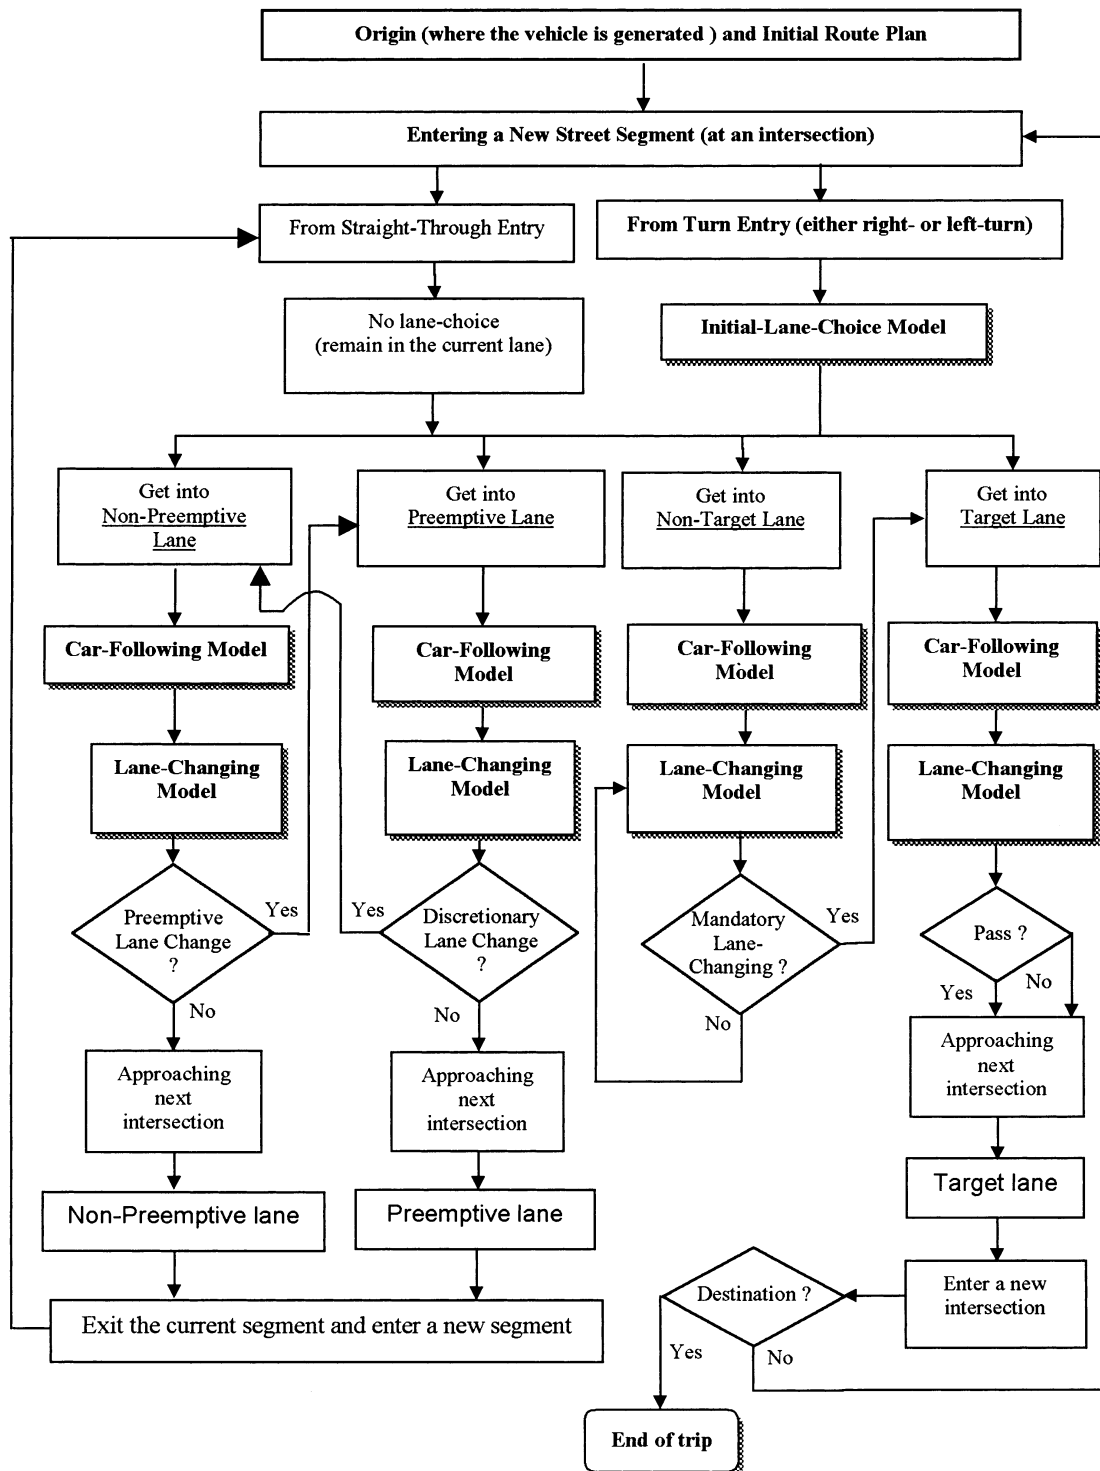 Origin (where the vehicle is generated ) and Initial Route Plan
Entering a New Street Segment (at an intersection)
From Straight-Through Entry
From Turn Entry (either right- or left-turn)
No lane-choice
(remain in the current lane)
Initial-Lane-Choice Model
Get into
Non-Preemptive
Lane
Get into
Preemptive Lane
Get into
Non-Target Lane
Get into
Target Lane
Car-Following Model
Car-Following
Model
Car-Following
Model
Car-Following
Model
Lane-Changing
Model
Lane-Changing
Model
Lane-Changing
Model
Lane-Changing
Model
Preemptive
Lane Change
?
Yes
No
Discretionary
Lane Change
?
Yes
No
Mandatory
Lane-
Changing ?
Yes
No
Pass ?
Yes
No
Approaching
next
intersection
Approaching
next
intersection
Approaching
next
intersection
Non-Preemptive lane
Preemptive lane
Target lane
Exit the current segment and enter a new segment
Enter a new
intersection
Destination ?
Yes
No
End of trip